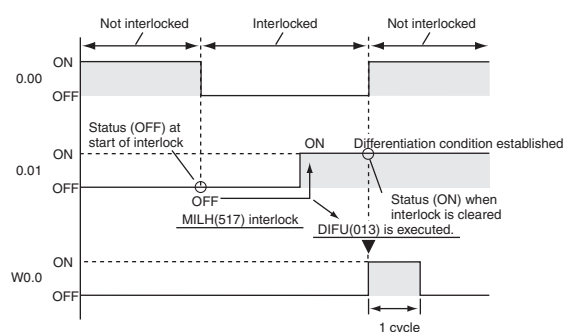 Not interlocked
Interlocked
Not interlocked
0.00
ON
OFF
Status (OFF) at
start of interlock
ON
Differentiation condition established
0.01
ON
OFF
OFF
Status (ON) when
interlock is cleared
MILH(517) interlock
DIFU(013) is executed.
W0.0
ON
OFF
1 cycle